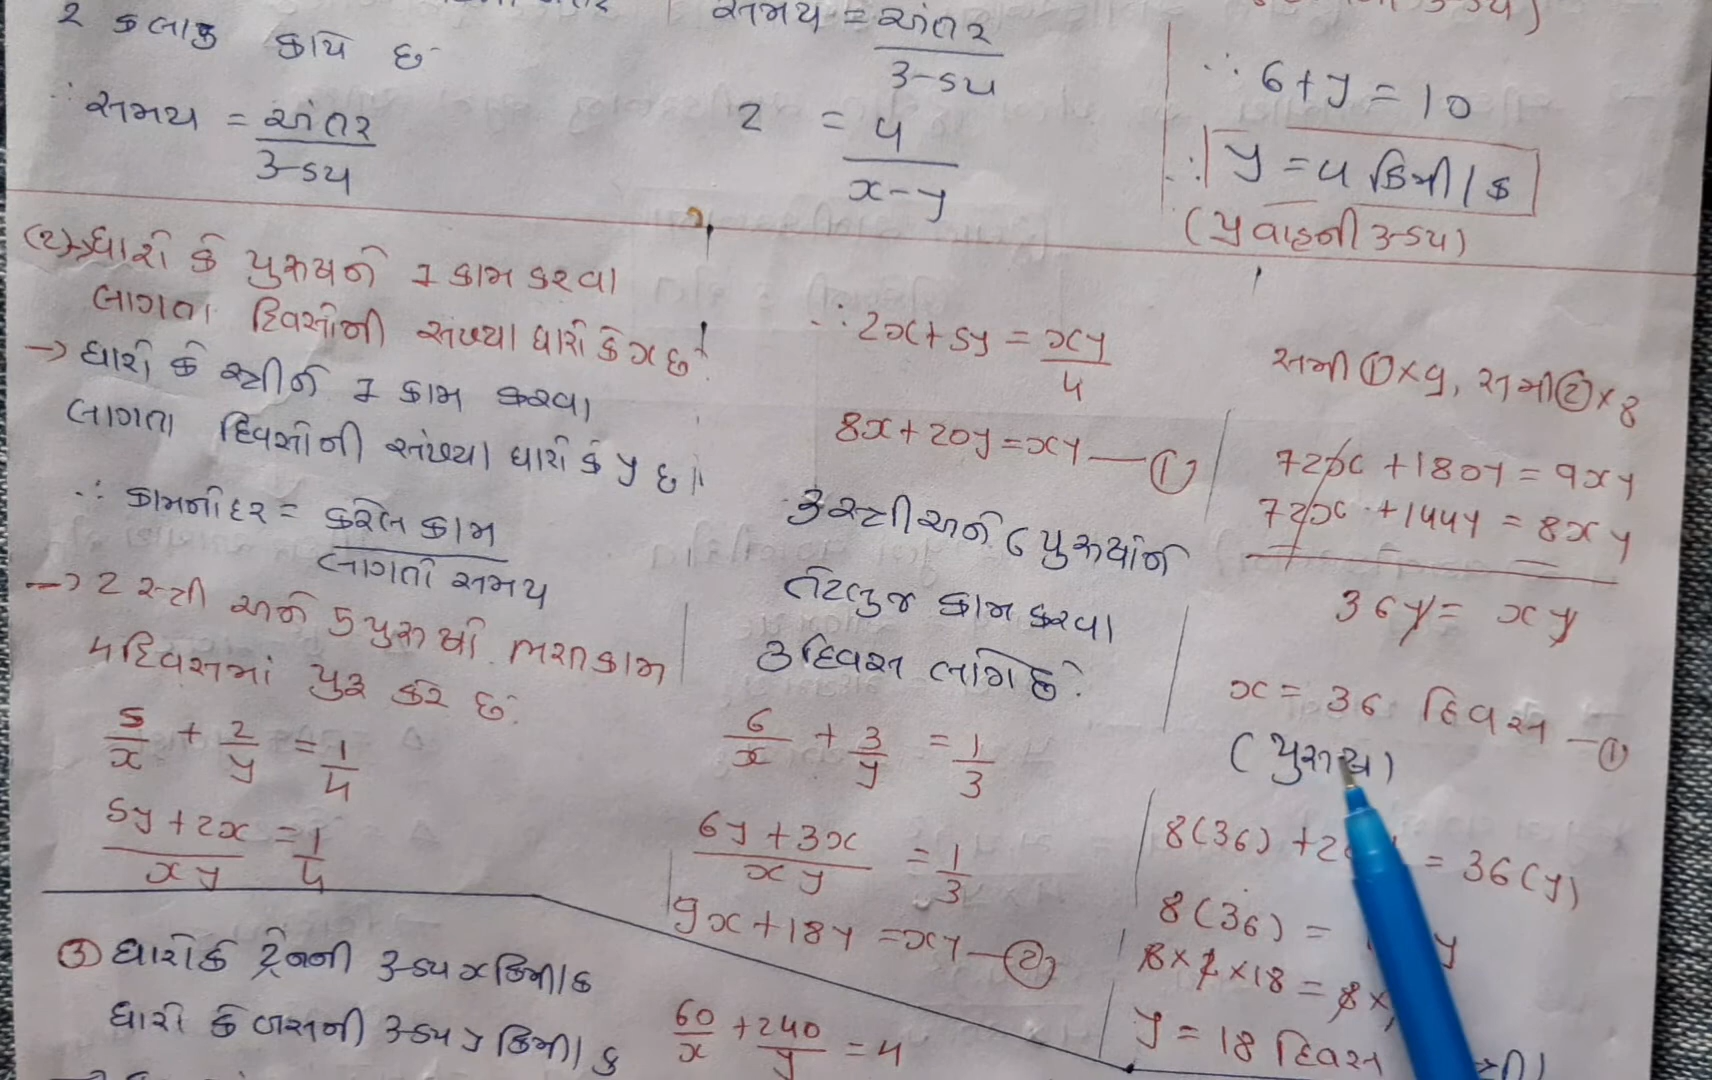 2 કલાક કાપે છે
∴ સમય = અંતર / ઝડપ
સમય = અંતર / ઝડપ
2 = 4 / x-y
∴ 6+y = 10
∴ y = 4 કિમી/ક
(પ્રવાહની ઝડપ)
(2)→ ધારો કે પુરુષને 1 કામ કરવા
લાગતા દિવસોની સંખ્યા ધારો કે x છે.
→ ધારો કે સ્ત્રીને 1 કામ કરવા
લાગતા દિવસોની સંખ્યા ધારો કે y છે.
∴ કામનો દર = કરેલ કામ / લાગતો સમય
→ 2 સ્ત્રી અને 5 પુરુષો ભરતકામ
4 દિવસમાં પુરૂ કરે છે.
5/x + 2/y = 1/4
5y+2x / xy = 1/4
∴ 2x+5y = xy/4
8x+20y = xy — ①
3 સ્ત્રી અને 6 પુરુષોને
તેટલુજ કામ કરવા
3 દિવસ લાગે છે.
6/x + 3/y = 1/3
6y+3x / xy = 1/3
9x+18y = xy — ②
સમી ① × 9, સમી ② × 8
72x + 180y = 9xy
72x + 144y = 8xy
36y = xy
x = 36 દિવસ — ①
(પુરુષ)
8(36) + 2 = 36(y)
8(36) = y
8×2×18 = 8×
y = 18 દિવસ
③ ધારોકે ટ્રેનની ઝડપ x કિમી/ક
ધારો કે બસની ઝડપ y કિમી/ક
60/x + 240/y = 4